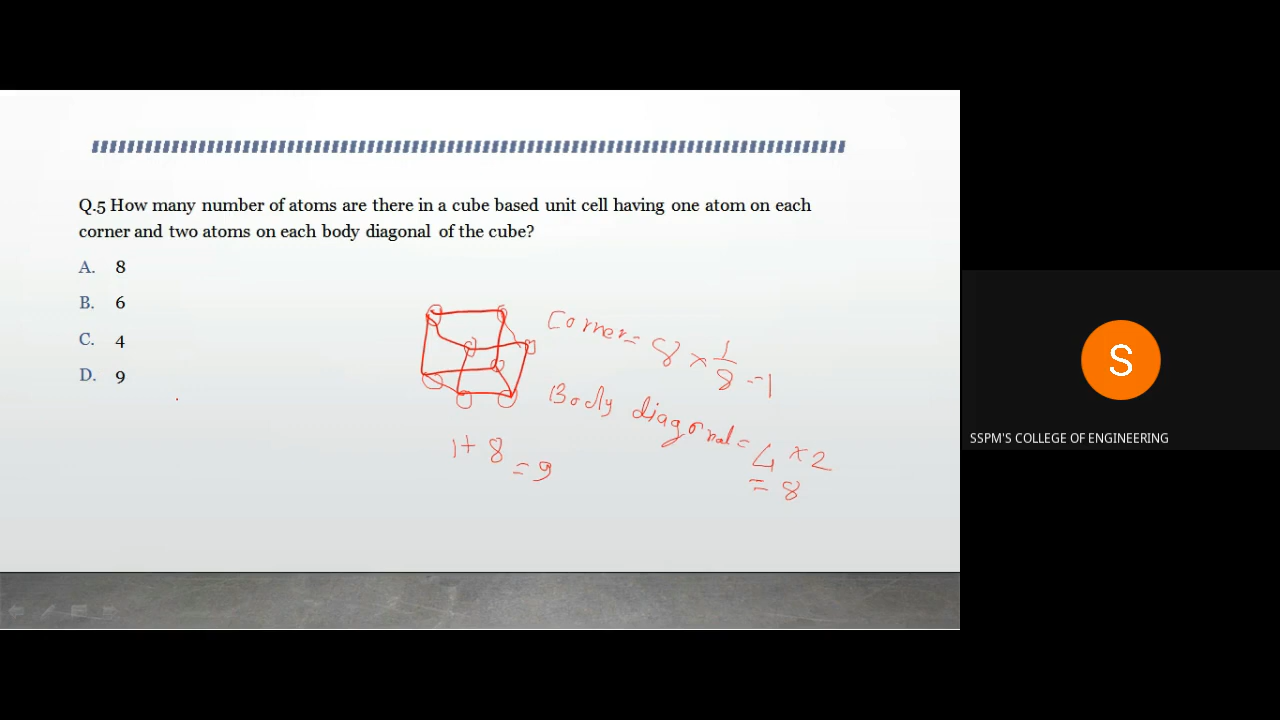 Q.5 How many number of atoms are there in a cube based unit cell having one atom on each
corner and two atoms on each body diagonal of the cube?
A. 8
B. 6
C. 4
D. 9
Corner = 8 × 1/8 = 1
Body diagonal = 4 × 2
= 8
1 + 8
= 9
S
SSPM'S COLLEGE OF ENGINEERING